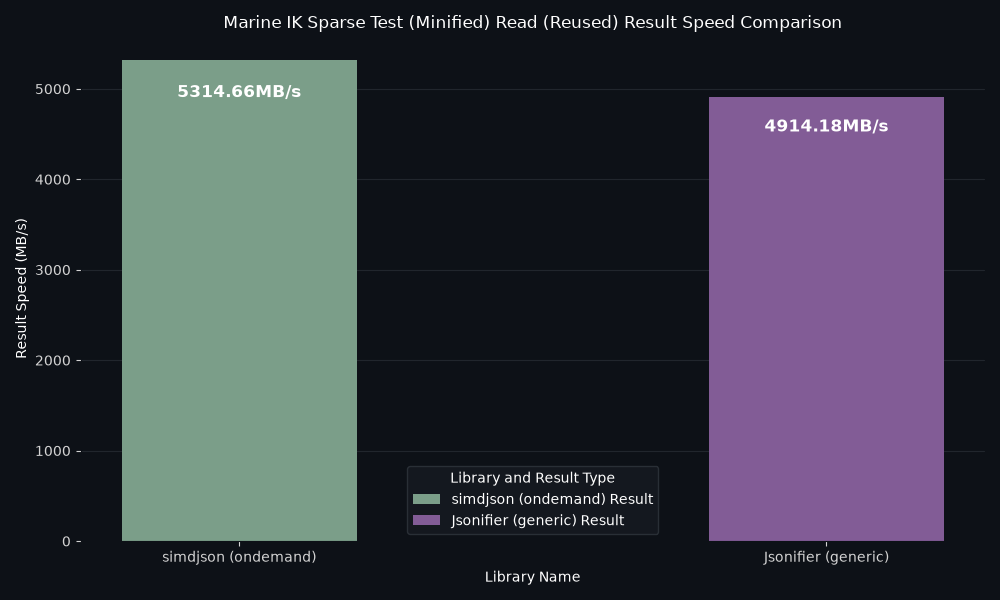 Marine IK Sparse Test (Minified) Read (Reused) Result Speed Comparison
5314.66MB/s
4914.18MB/s
5000
4000
3000
2000
1000
0
Result Speed (MB/s)
Library and Result Type
simdjson (ondemand) Result
Jsonifier (generic) Result
simdjson (ondemand)
Jsonifier (generic)
Library Name